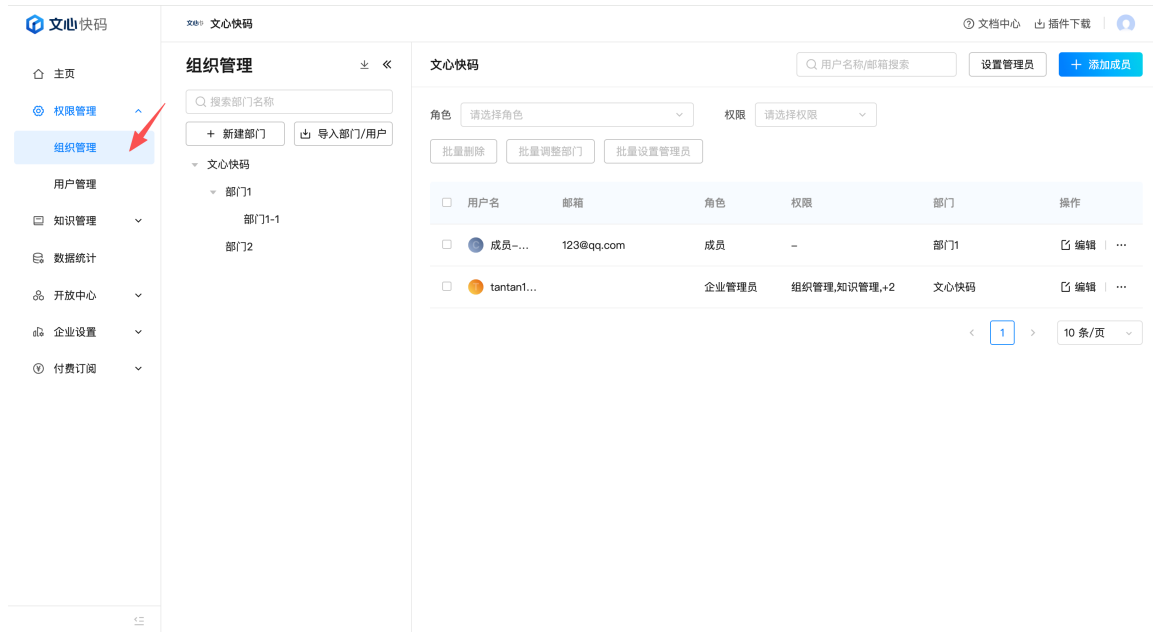 文心快码
文心快码
文档中心
插件下载
主页
权限管理
组织管理
用户管理
知识管理
数据统计
开放中心
企业设置
付费订阅
组织管理
搜索部门名称
+ 新建部门
导入部门/用户
文心快码
部门1
部门1-1
部门2
文心快码
用户名称/邮箱搜索
设置管理员
+ 添加成员
角色 请选择角色
权限 请选择权限
批量删除 批量调整部门 批量设置管理员
用户名 邮箱 角色 权限 部门 操作
成员-... 123@qq.com 成员 - 部门1 编辑 ...
tantan1... 企业管理员 组织管理,知识管理,+2 文心快码 编辑 ...
< 1 > 10 条/页